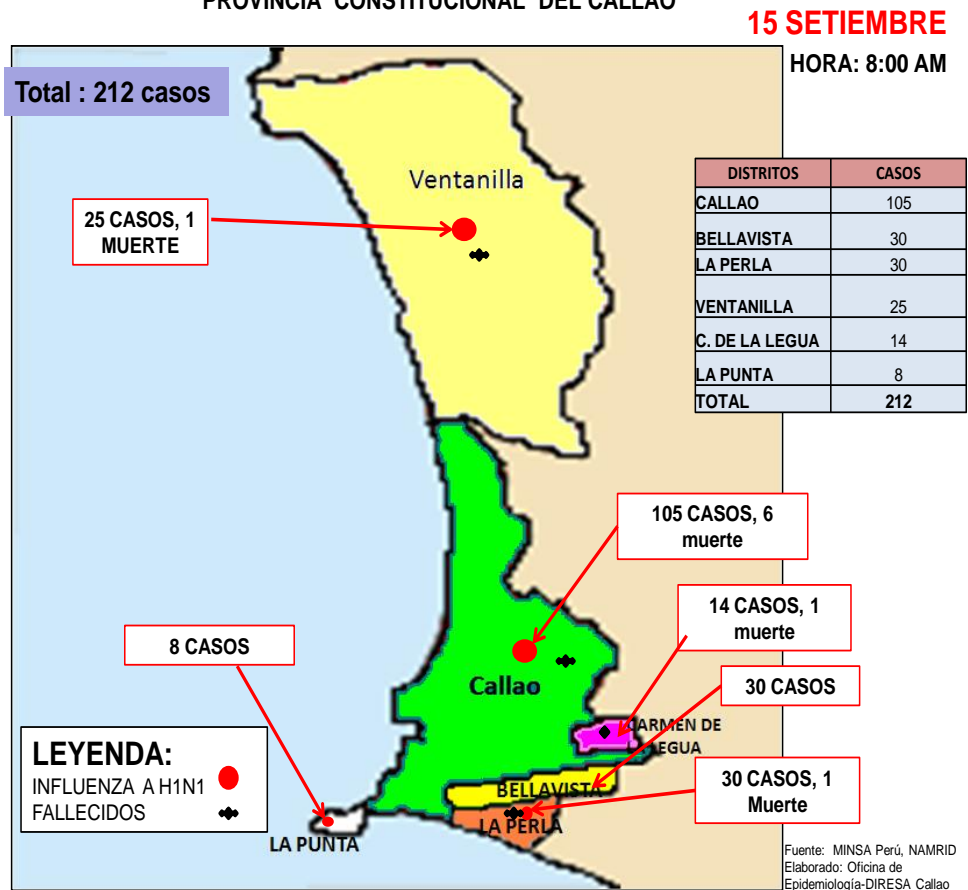 PROVINCIA CONSTITUCIONAL DEL CALLAO
15 SETIEMBRE
HORA: 8:00 AM
Total : 212 casos
Ventanilla
25 CASOS, 1
MUERTE
DISTRITOS CASOS
CALLAO 105
BELLAVISTA 30
LA PERLA 30
VENTANILLA 25
C. DE LA LEGUA 14
LA PUNTA 8
TOTAL 212
105 CASOS, 6
muerte
14 CASOS, 1
muerte
8 CASOS
Callao
30 CASOS
CARMEN DE
EGUA
LEYENDA:
INFLUENZA A H1N1
FALLECIDOS
BELLAVISTA
30 CASOS, 1
Muerte
LA PERLA
LA PUNTA
Fuente: MINSA Perú, NAMRID
Elaborado: Oficina de
Epidemiología-DIRESA Callao